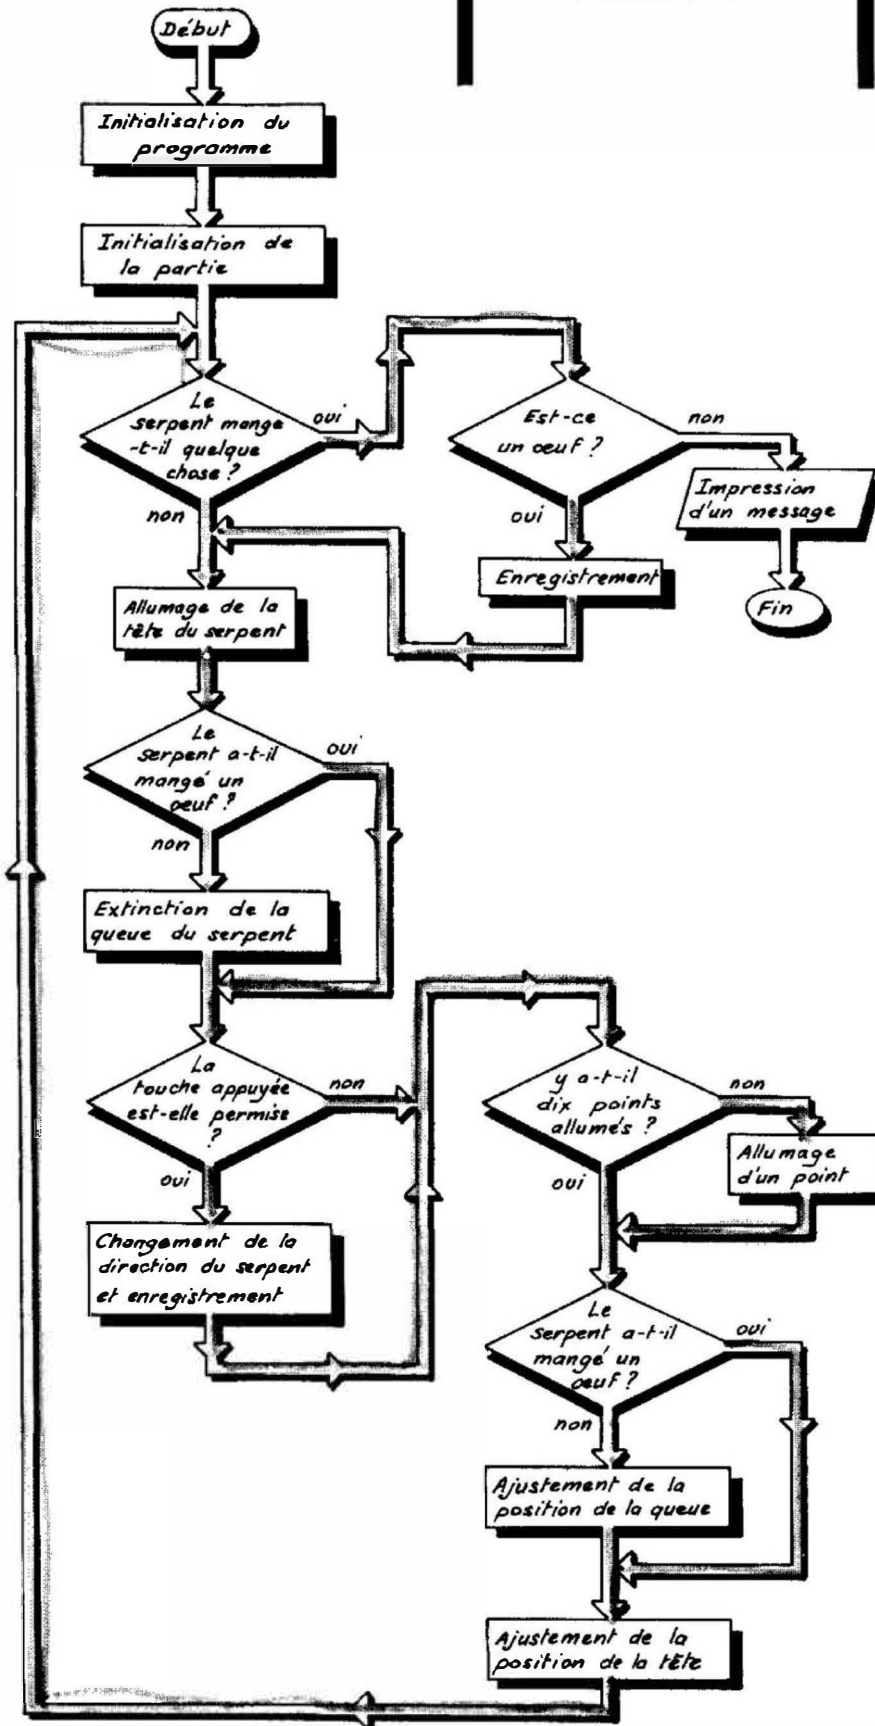 Début
Initialisation du
programme
Initialisation de
la partie
Le
serpent mange
-t-il quelque
chose ?
oui
non
Est-ce
un oeuf ?
non
oui
Impression
d'un message
Fin
Enregistrement
Allumage de la
tête du serpent
Le
serpent a-t-il
mangé un
oeuf ?
oui
non
Extinction de la
queue du serpent
La
touche appuyée
est-elle permise
?
non
oui
Changement de la
direction du serpent
et enregistrement
y a-t-il
dix points
allumés ?
non
oui
Allumage
d'un point
Le
serpent a-t-il
mangé un
oeuf ?
oui
non
Ajustement de la
position de la queue
Ajustement de la
position de la tête